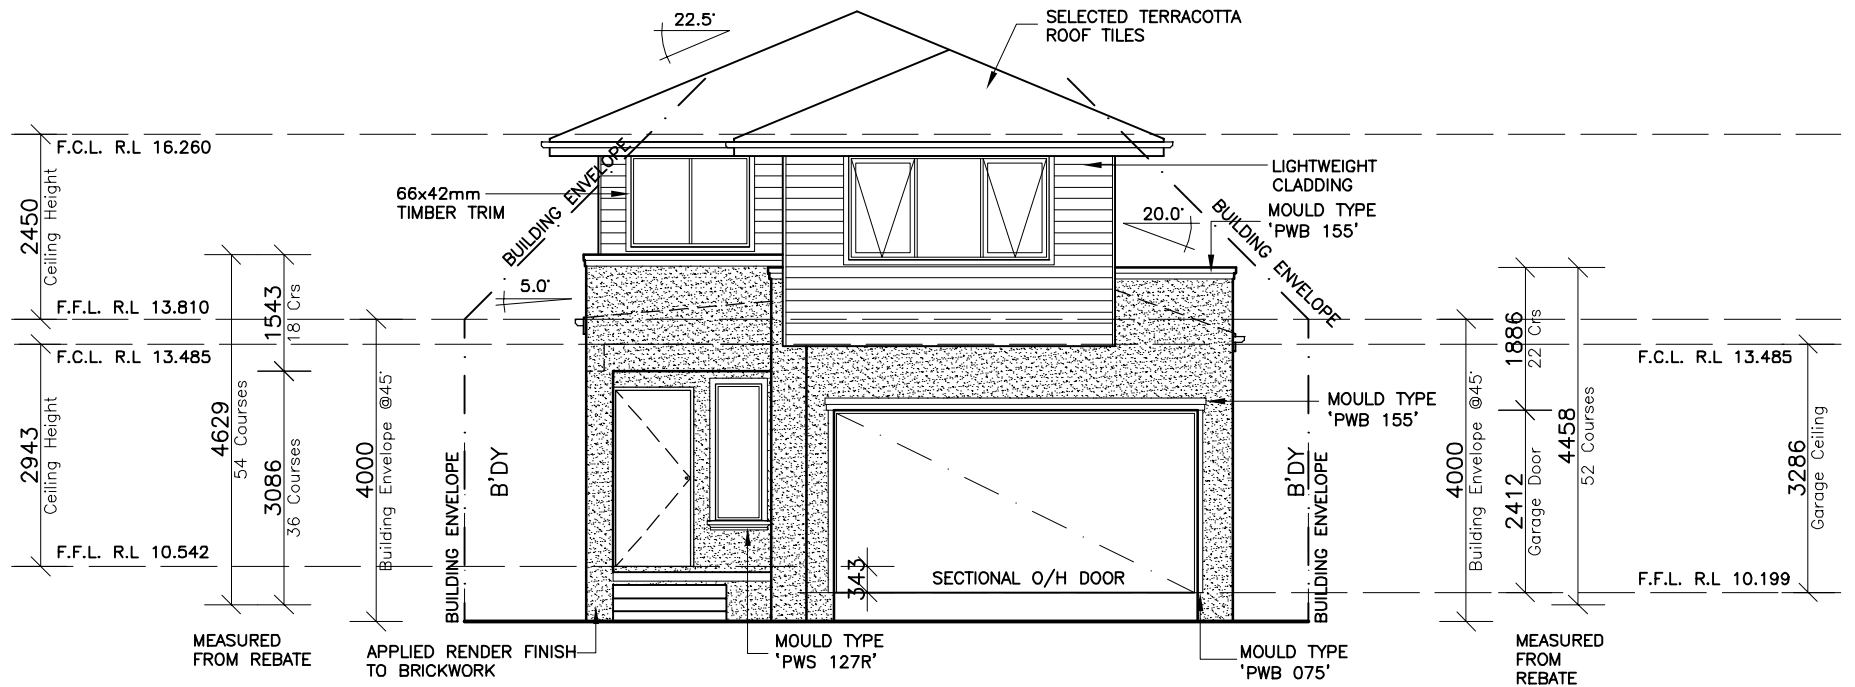 22.5°
SELECTED TERRACOTTA
ROOF TILES
F.C.L. R.L 16.260
2450
Ceiling Height
F.F.L. R.L 13.810
66x42mm
TIMBER TRIM
BUILDING ENVELOPE
LIGHTWEIGHT
CLADDING
20.0°
MOULD TYPE
'PWB 155'
BUILDING ENVELOPE
5.0°
F.C.L. R.L 13.485
2943
Ceiling Height
F.F.L. R.L 10.542
4629
54 Courses
1543
18 Crs
3086
36 Courses
4000
Building Envelope @45°
BUILDING ENVELOPE
B'DY
343
SECTIONAL O/H DOOR
MOULD TYPE
'PWB 155'
B'DY
BUILDING ENVELOPE
4000
Building Envelope @45°
1886
22 Crs
2412
Garage Door
4458
52 Courses
F.C.L. R.L 13.485
3286
Garage Ceiling
F.F.L. R.L 10.199
MEASURED
FROM REBATE
APPLIED RENDER FINISH
TO BRICKWORK
MOULD TYPE
'PWS 127R'
MOULD TYPE
'PWB 075'
MEASURED
FROM
REBATE